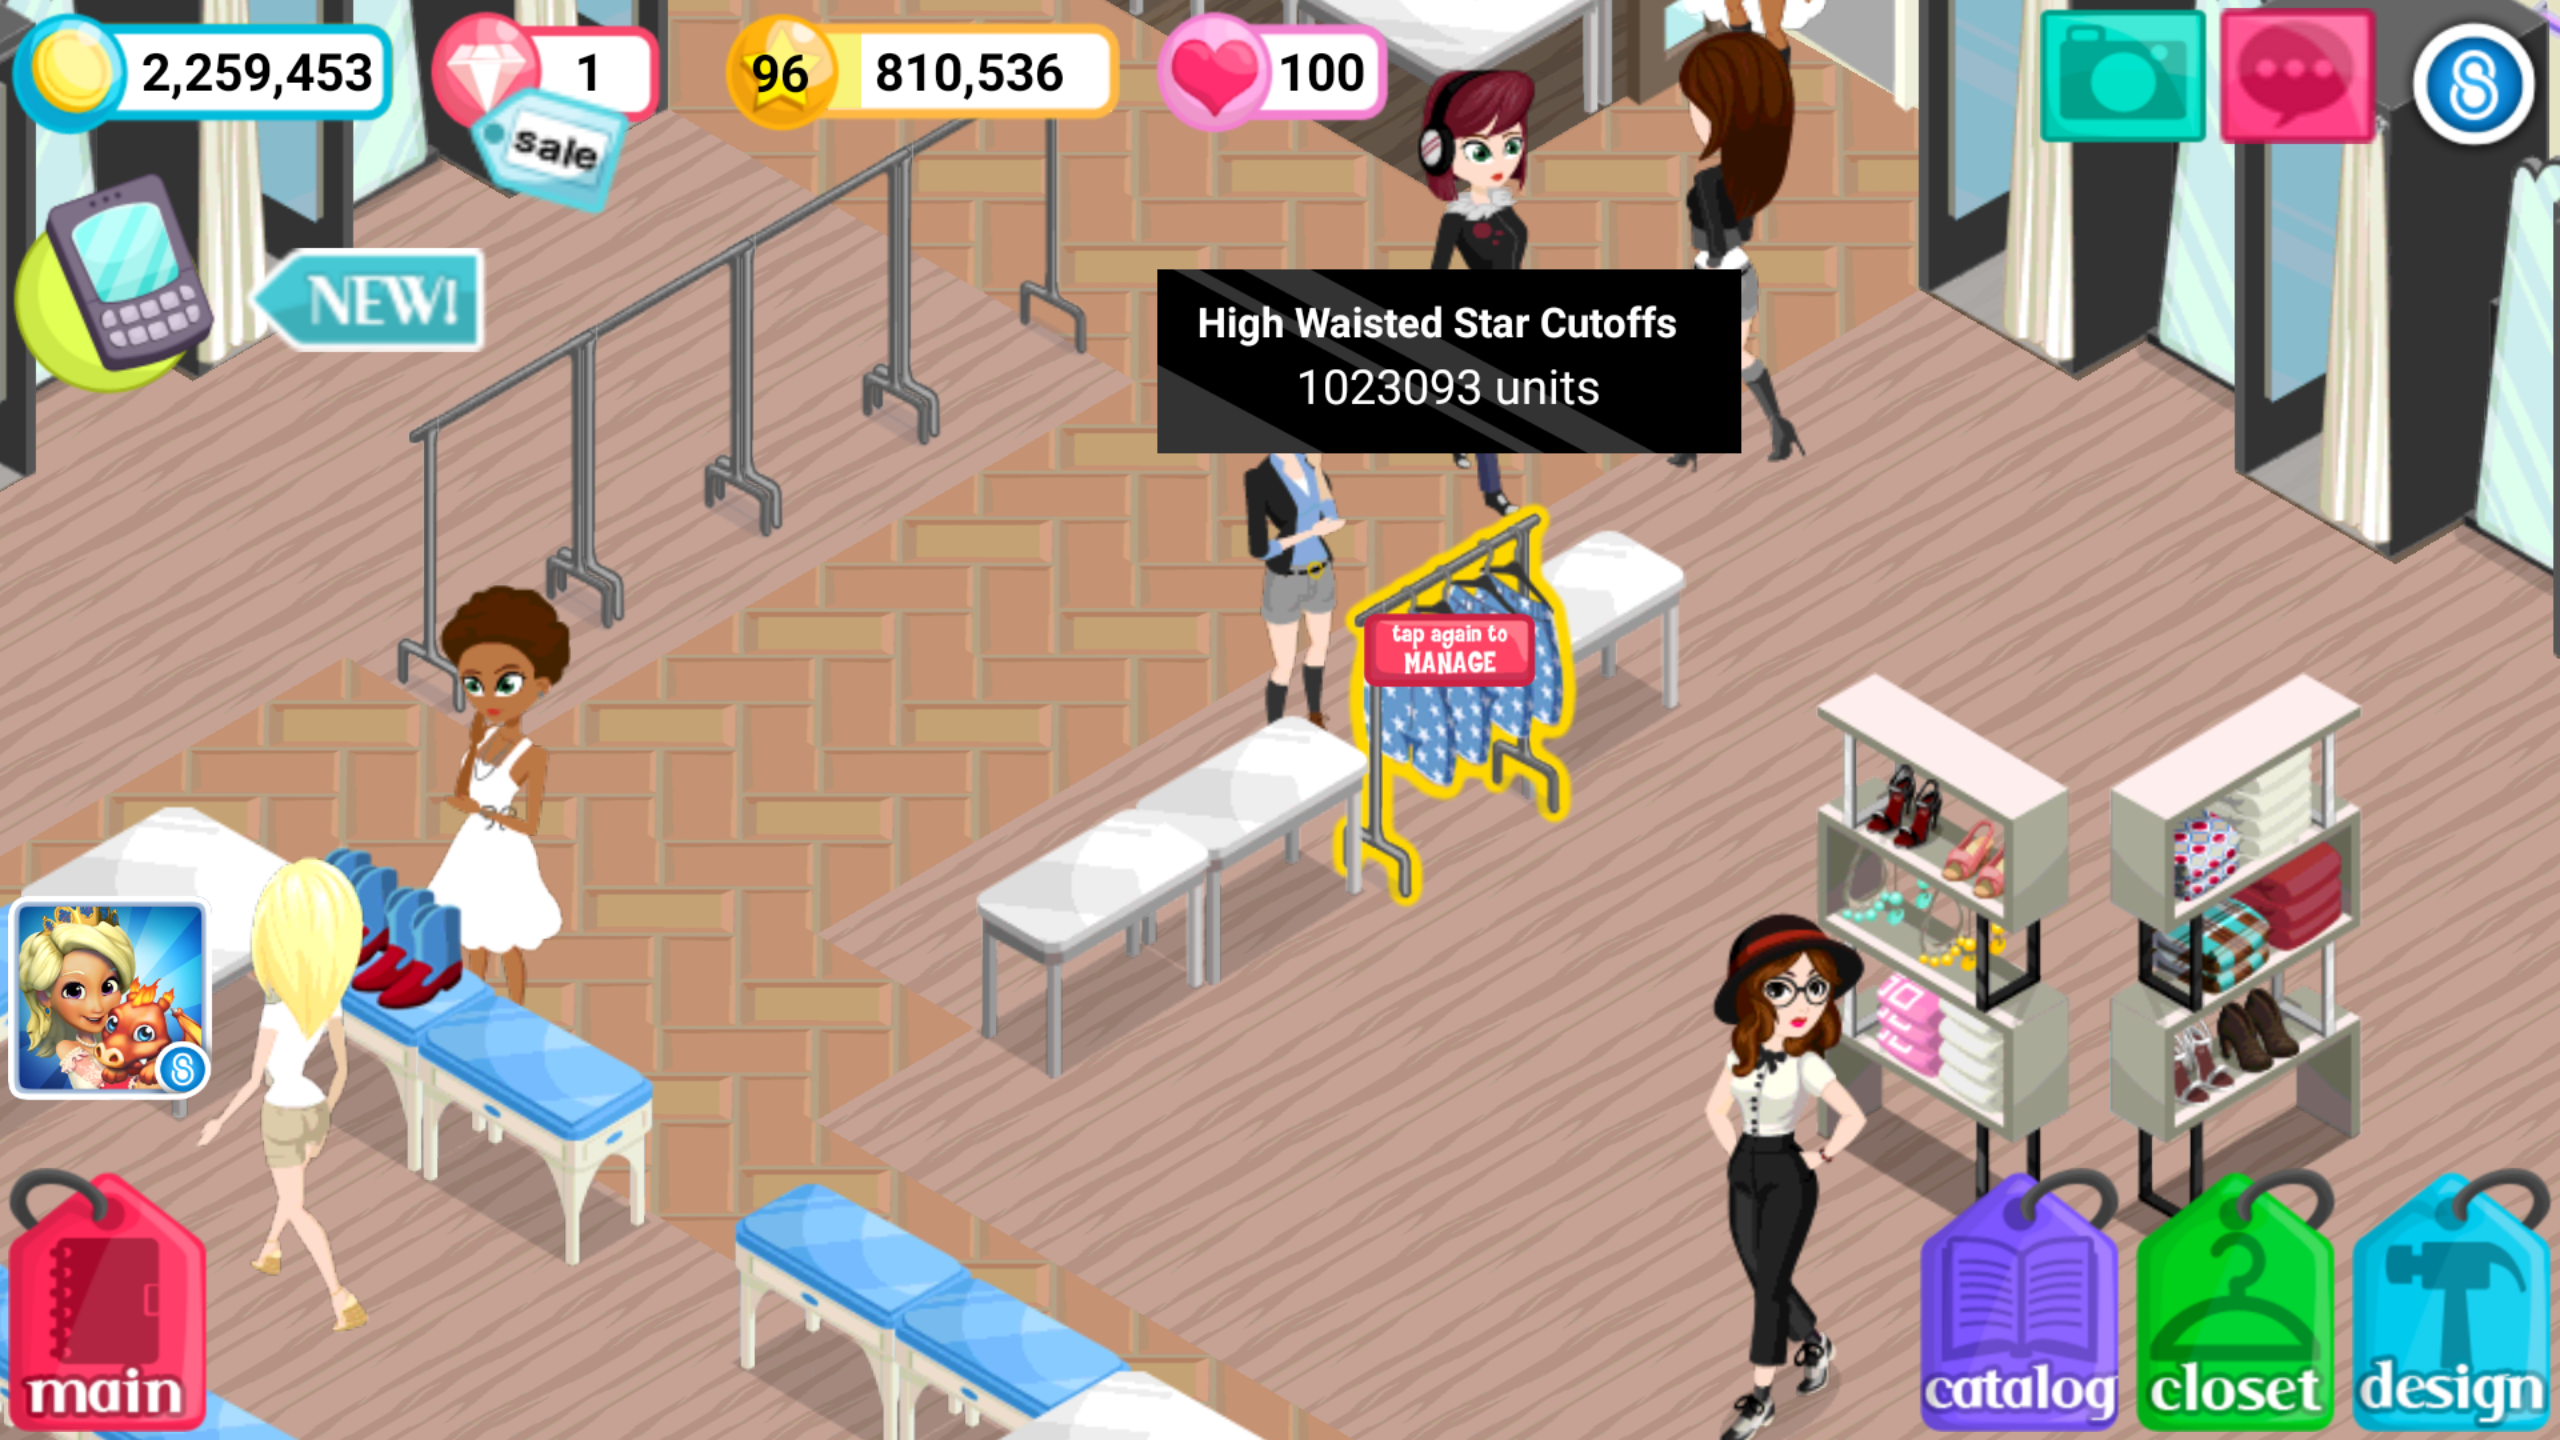 2,259,453
1
96
810,536
100
sale
NEW!
High Waisted Star Cutoffs
1023093 units
tap again to
MANAGE
main
catalog
closet
design